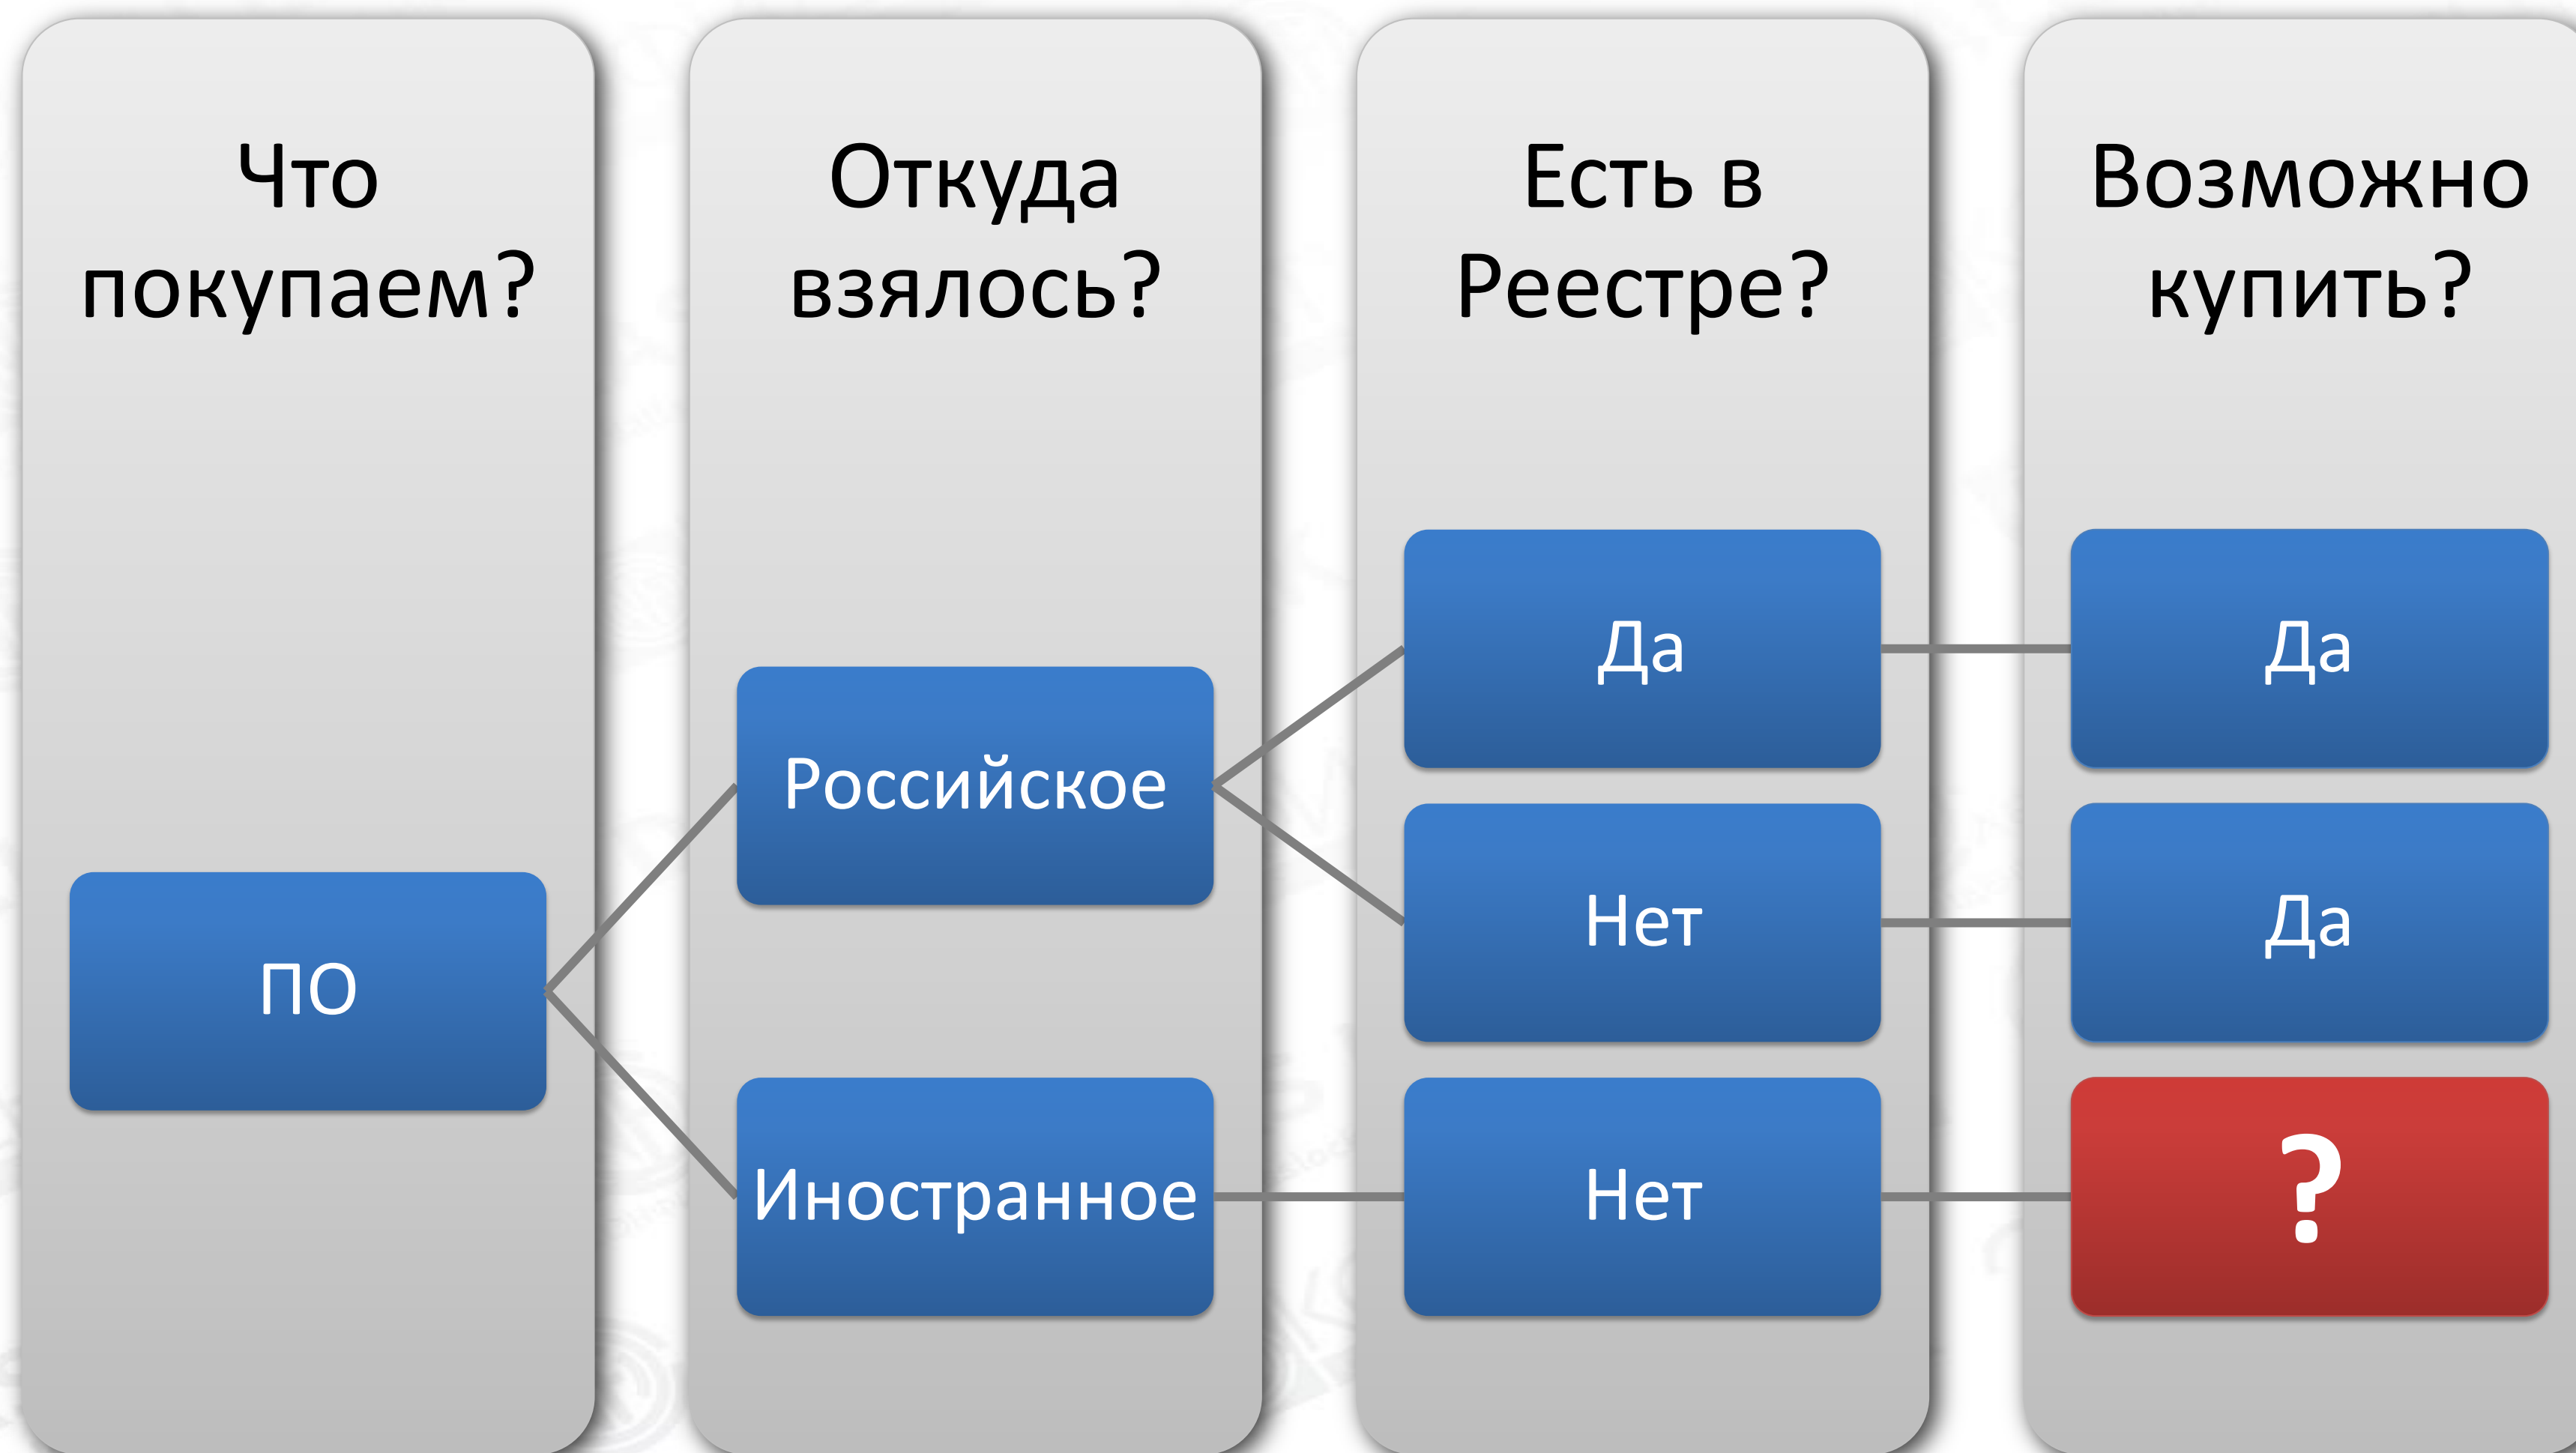 Что
покупаем?
Откуда
взялось?
Есть в
Реестре?
Возможно
купить?
ПО
Российское
Иностранное
Да
Нет
Нет
Да
Да
?